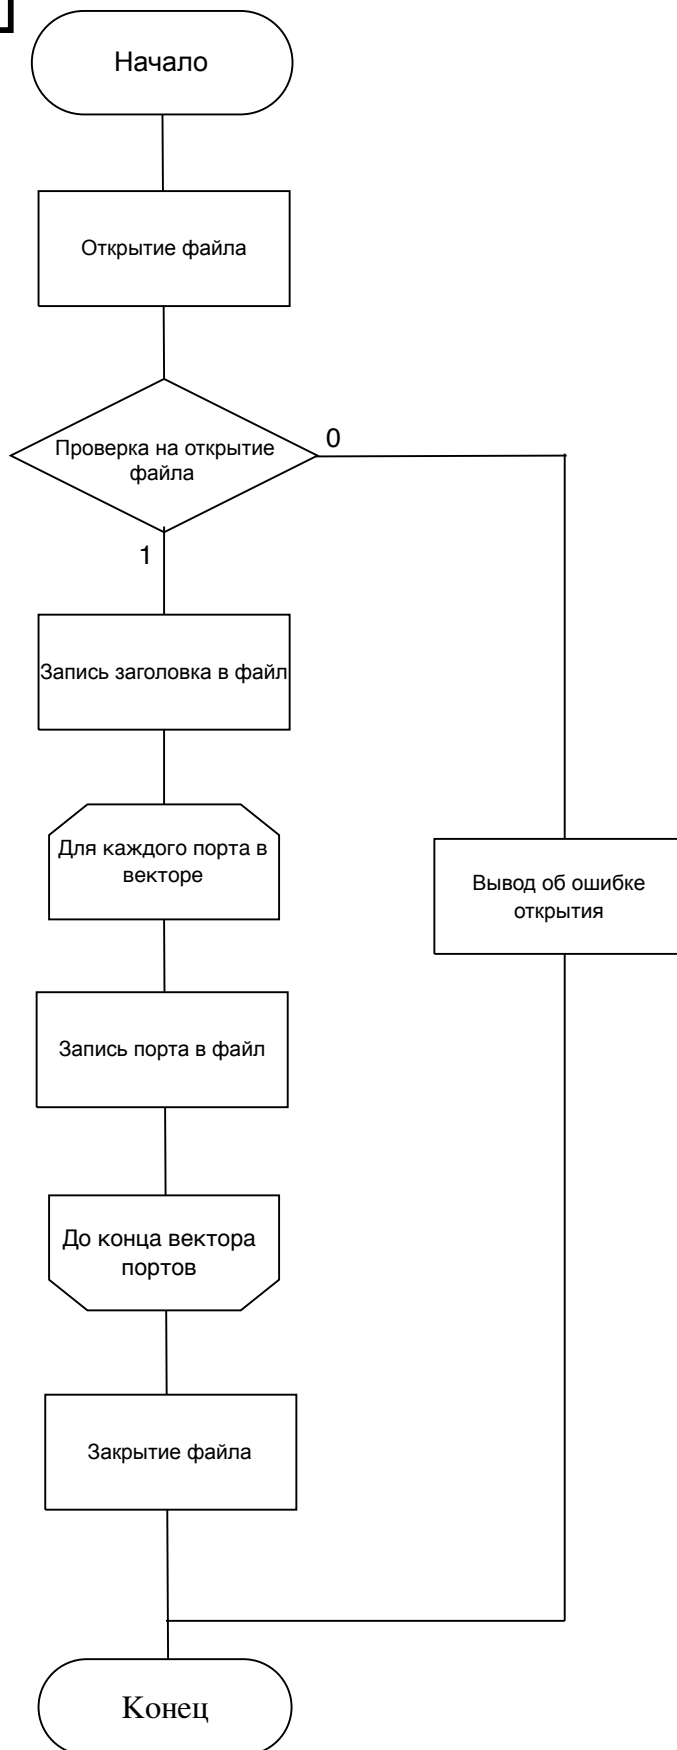 Начало
Открытие файла
Проверка на открытие
файла
0
1
Запись заголовка в файл
Для каждого порта в
векторе
Вывод об ошибке
открытия
Запись порта в файл
До конца вектора
портов
Закрытие файла
Конец